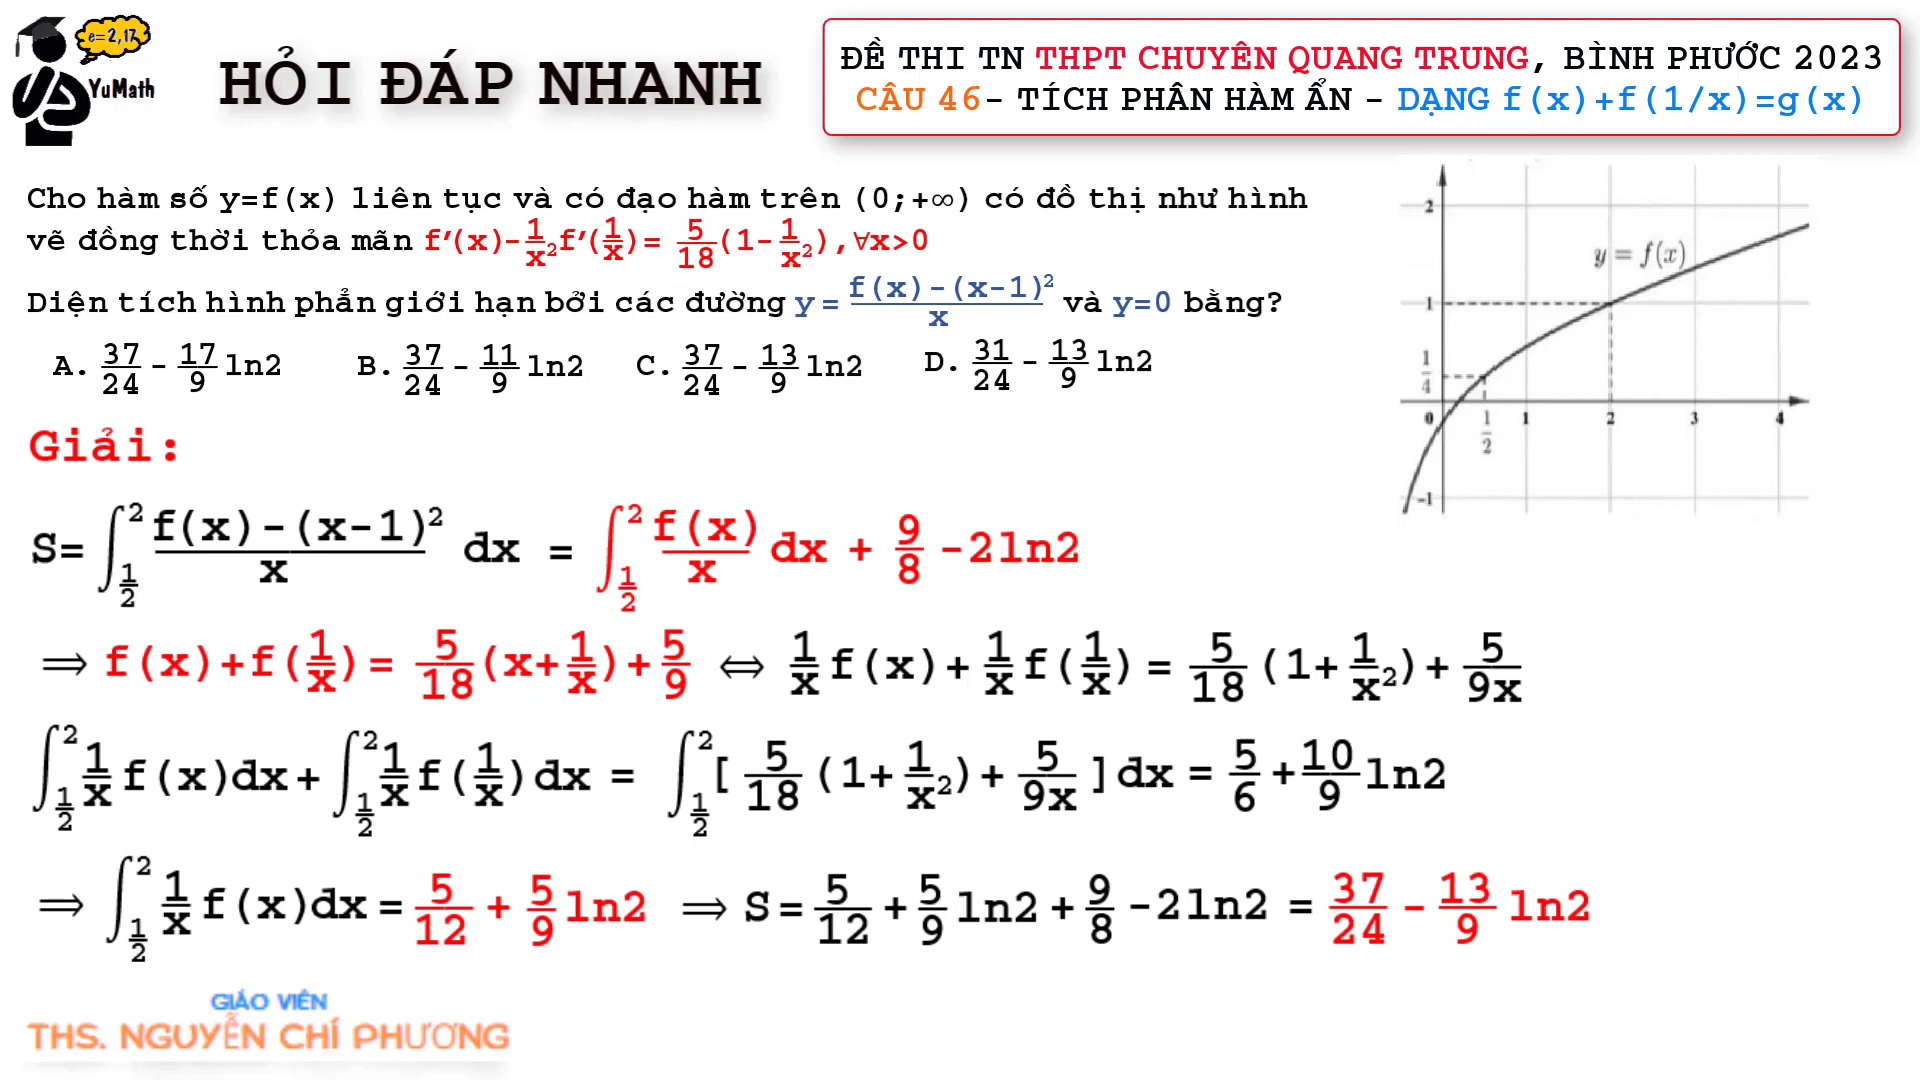 e=2,17
YuMath
HỎI ĐÁP NHANH
ĐỀ THI TN THPT CHUYÊN QUANG TRUNG, BÌNH PHƯỚC 2023
CÂU 46- TÍCH PHÂN HÀM ẨN - DẠNG f(x)+f(1/x)=g(x)
Cho hàm số y=f(x) liên tục và có đạo hàm trên (0;+∞) có đồ thị như hình
vẽ đồng thời thỏa mãn f'(x)-1/x²f'(1/x)= 5/18(1-1/x²),∀x>0
Diện tích hình phẳng giới hạn bởi các đường y = f(x)-(x-1)²/x và y=0 bằng?
A. 37/24 - 17/9 ln2 B. 37/24 - 11/9 ln2 C. 37/24 - 13/9 ln2 D. 31/24 - 13/9 ln2
2
y = f(x)
1
1/4
0 1/2 1 2 3 4
-1
Giải:
S= ∫_{1/2}^{2} f(x)-(x-1)²/x dx = ∫_{1/2}^{2} f(x)/x dx + 9/8 -2ln2
⇒ f(x)+f(1/x)= 5/18(x+1/x)+5/9 ⇔ 1/x f(x)+1/x f(1/x)= 5/18(1+1/x²)+5/9x
∫_{1/2}^{2} 1/x f(x)dx+∫_{1/2}^{2} 1/x f(1/x)dx = ∫_{1/2}^{2} [ 5/18 (1+1/x²)+ 5/9x ]dx = 5/6 +10/9 ln2
⇒ ∫_{1/2}^{2} 1/x f(x)dx = 5/12 + 5/9 ln2 ⇒ S= 5/12 + 5/9 ln2 + 9/8 -2ln2 = 37/24 - 13/9 ln2
GIÁO VIÊN
THS. NGUYỄN CHÍ PHƯƠNG